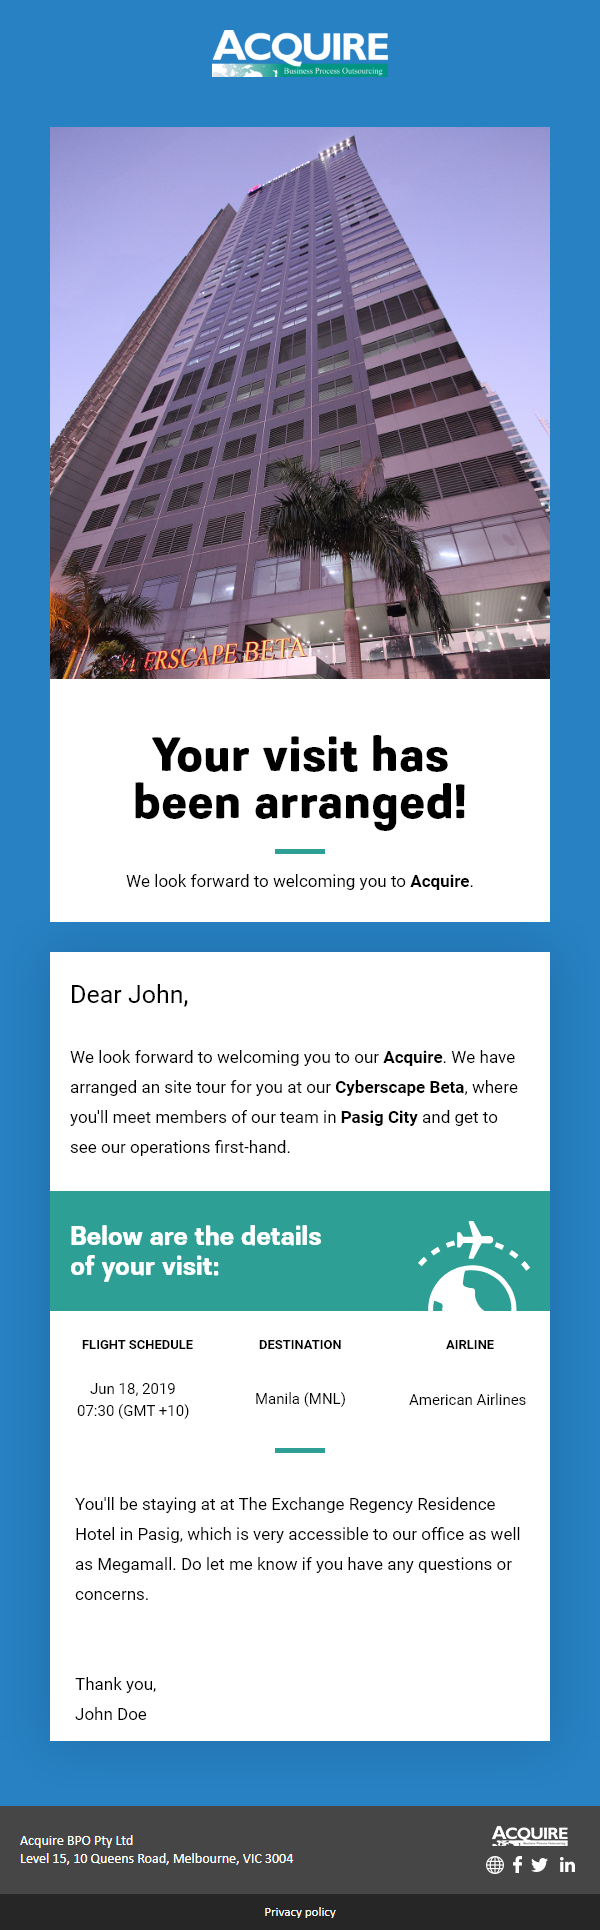 ACQUIRE
Business Process Outsourcing
ERSCAPE BETA
Your visit has
been arranged!
We look forward to welcoming you to Acquire.
Dear John,
We look forward to welcoming you to our Acquire. We have
arranged an site tour for you at our Cyberscape Beta, where
you'll meet members of our team in Pasig City and get to
see our operations first-hand.
Below are the details
of your visit:
FLIGHT SCHEDULE DESTINATION AIRLINE
Jun 18, 2019
07:30 (GMT +10) Manila (MNL) American Airlines
You'll be staying at at The Exchange Regency Residence
Hotel in Pasig, which is very accessible to our office as well
as Megamall. Do let me know if you have any questions or
concerns.
Thank you,
John Doe
Acquire BPO Pty Ltd
Level 15, 10 Queens Road, Melbourne, VIC 3004
ACQUIRE
Privacy policy